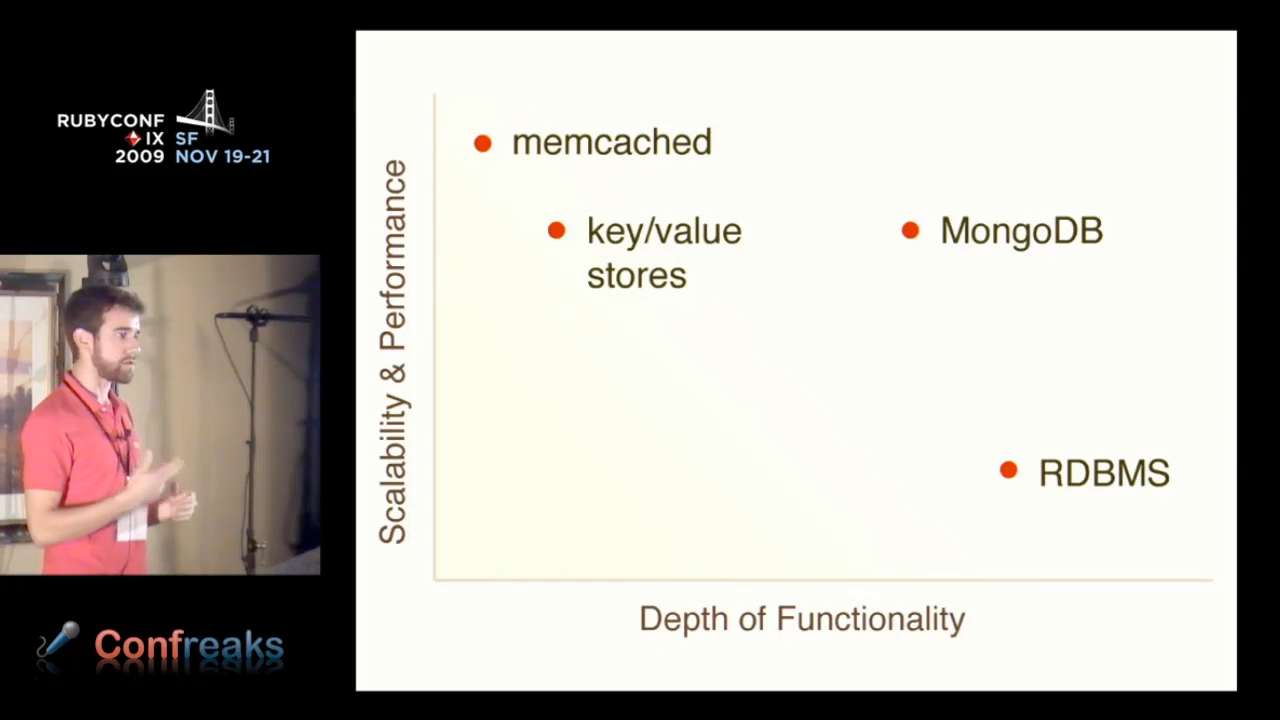 RUBYCONF
IX SF
2009 NOV 19-21
memcached
key/value
stores
MongoDB
RDBMS
Scalability & Performance
Depth of Functionality
Confreaks